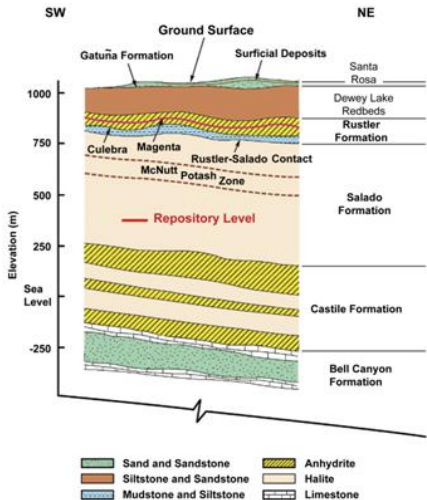 SW
NE
Ground Surface
Gatuña Formation
Surficial Deposits
Santa
Rosa
Dewey Lake
Redbeds
Rustler
Formation
Culebra
Magenta
Rustler-Salado Contact
McNutt Potash Zone
Repository Level
Salado
Formation
Castile Formation
Bell Canyon
Formation
Elevation (m)
1000
750
500
250
Sea
Level
-250
Sand and Sandstone
Siltstone and Sandstone
Mudstone and Siltstone
Anhydrite
Halite
Limestone